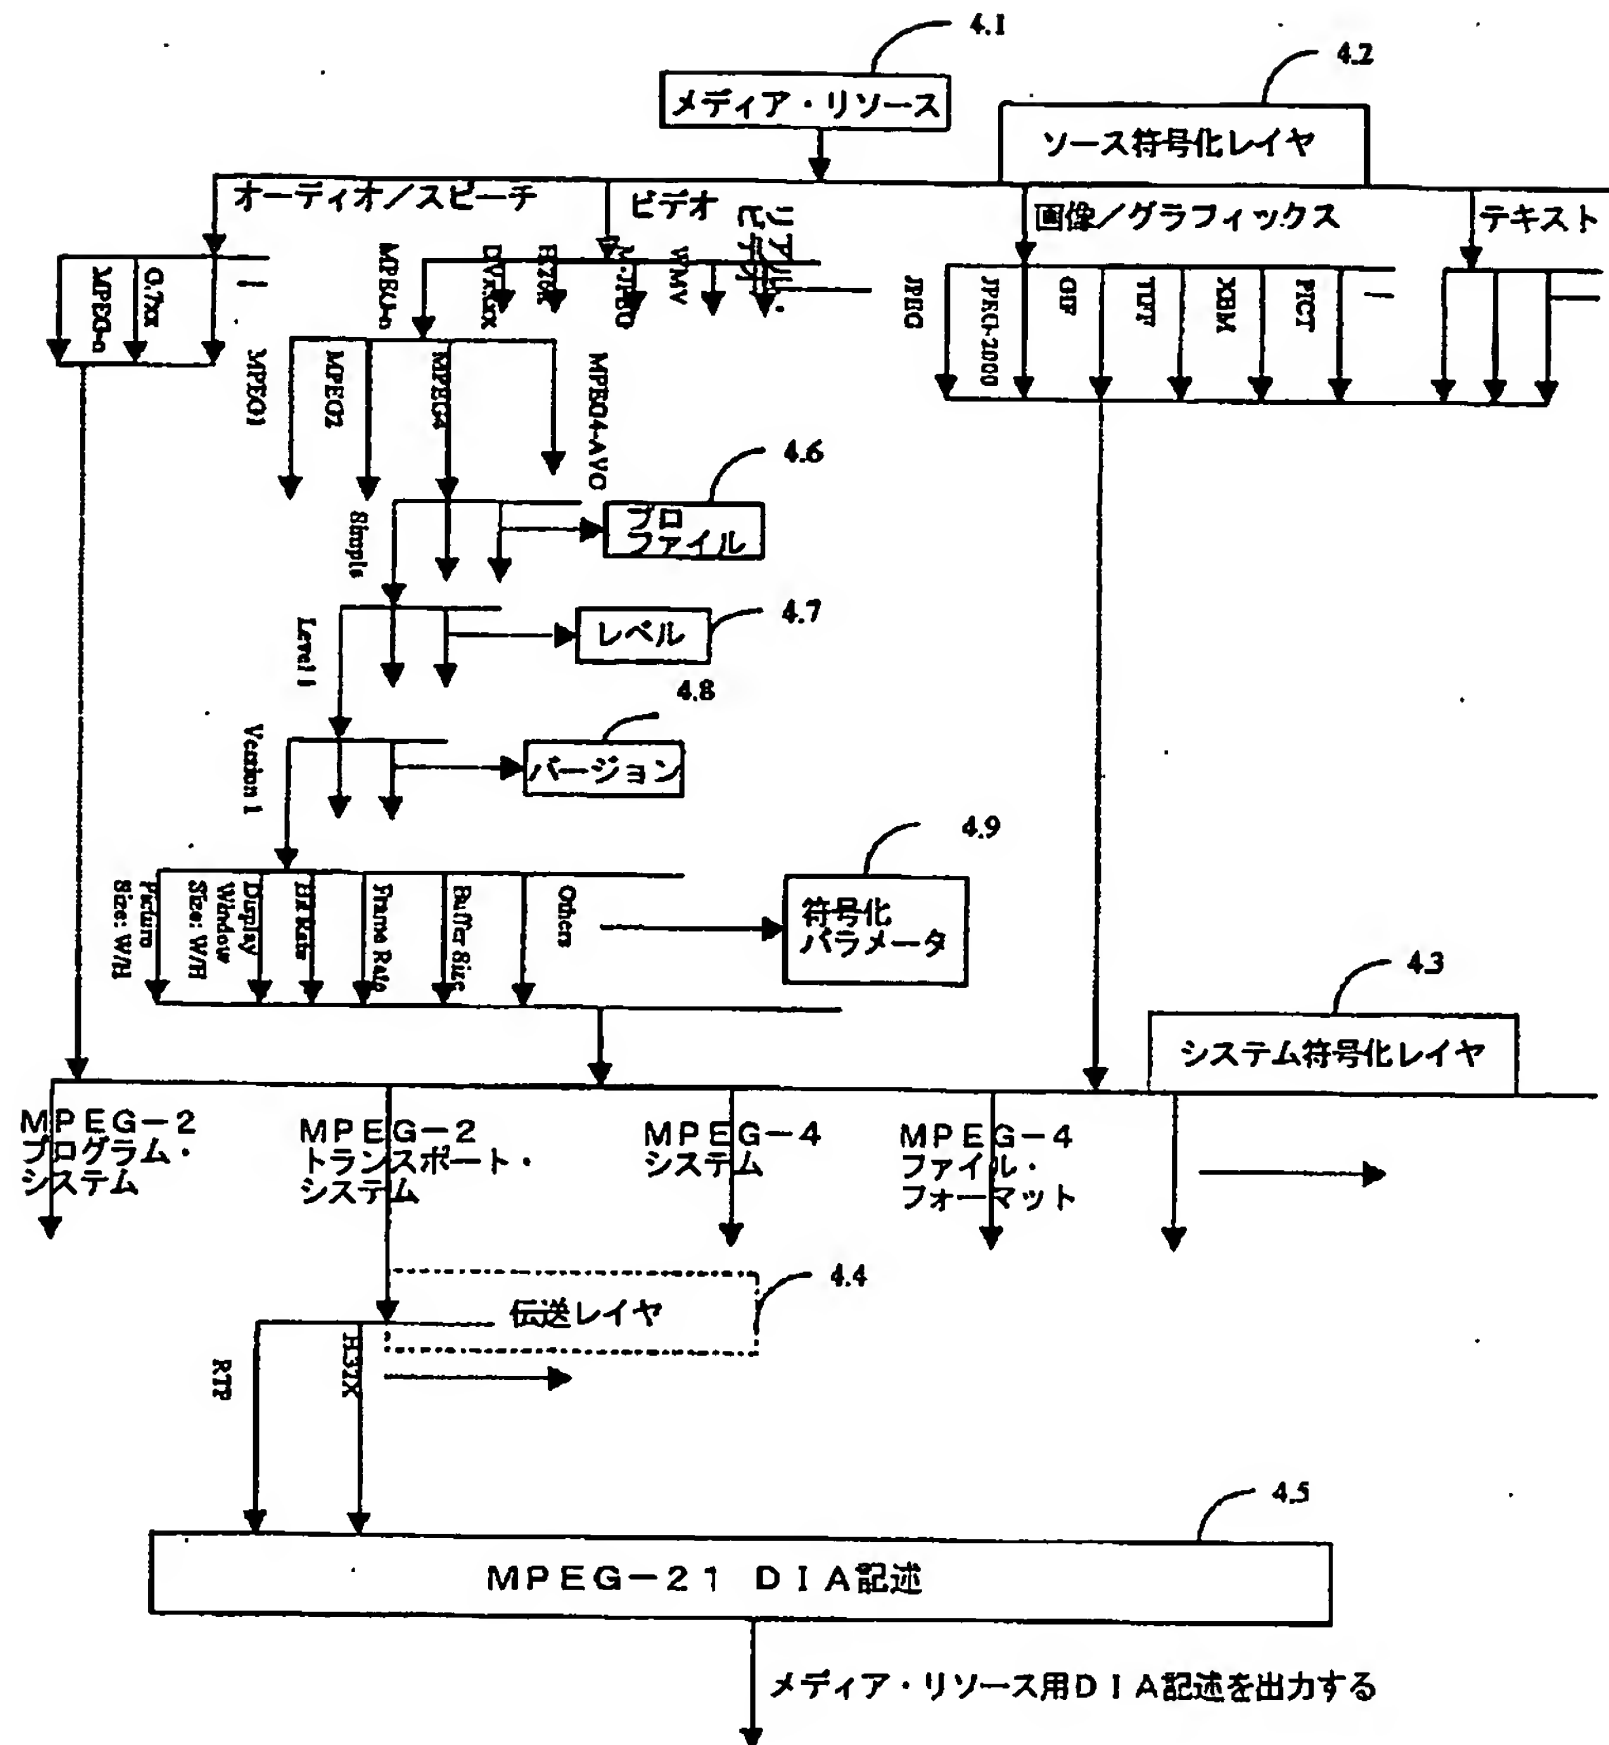 4.1
メディア・リソース
4.2
ソース符号化レイヤ
オーディオ/スピーチ
ビデオ
画像/グラフィックス
テキスト
MPEG-n
G.7xx
MPEG-n
WMV
リアル・
ビデオ
JPEG
JPEG-2000
GIF
TIFF
XBM
PICT
MPEG1
MPEG2
MPEG4
MPEG4-AVC
4.6
プロ
ファイル
Simple
4.7
レベル
Level 1
4.8
バージョン
Version 1
4.9
符号化
パラメータ
Picture
Size: W/H
Display
Window
Size: W/H
Bit Rate
Frame Rate
Buffer Size
Others
4.3
システム符号化レイヤ
MPEG-2
プログラム・
システム
MPEG-2
トランスポート・
システム
MPEG-4
システム
MPEG-4
ファイル・
フォーマット
4.4
伝送レイヤ
RTP
H.32X
4.5
MPEG-21 DIA記述
メディア・リソース用DIA記述を出力する